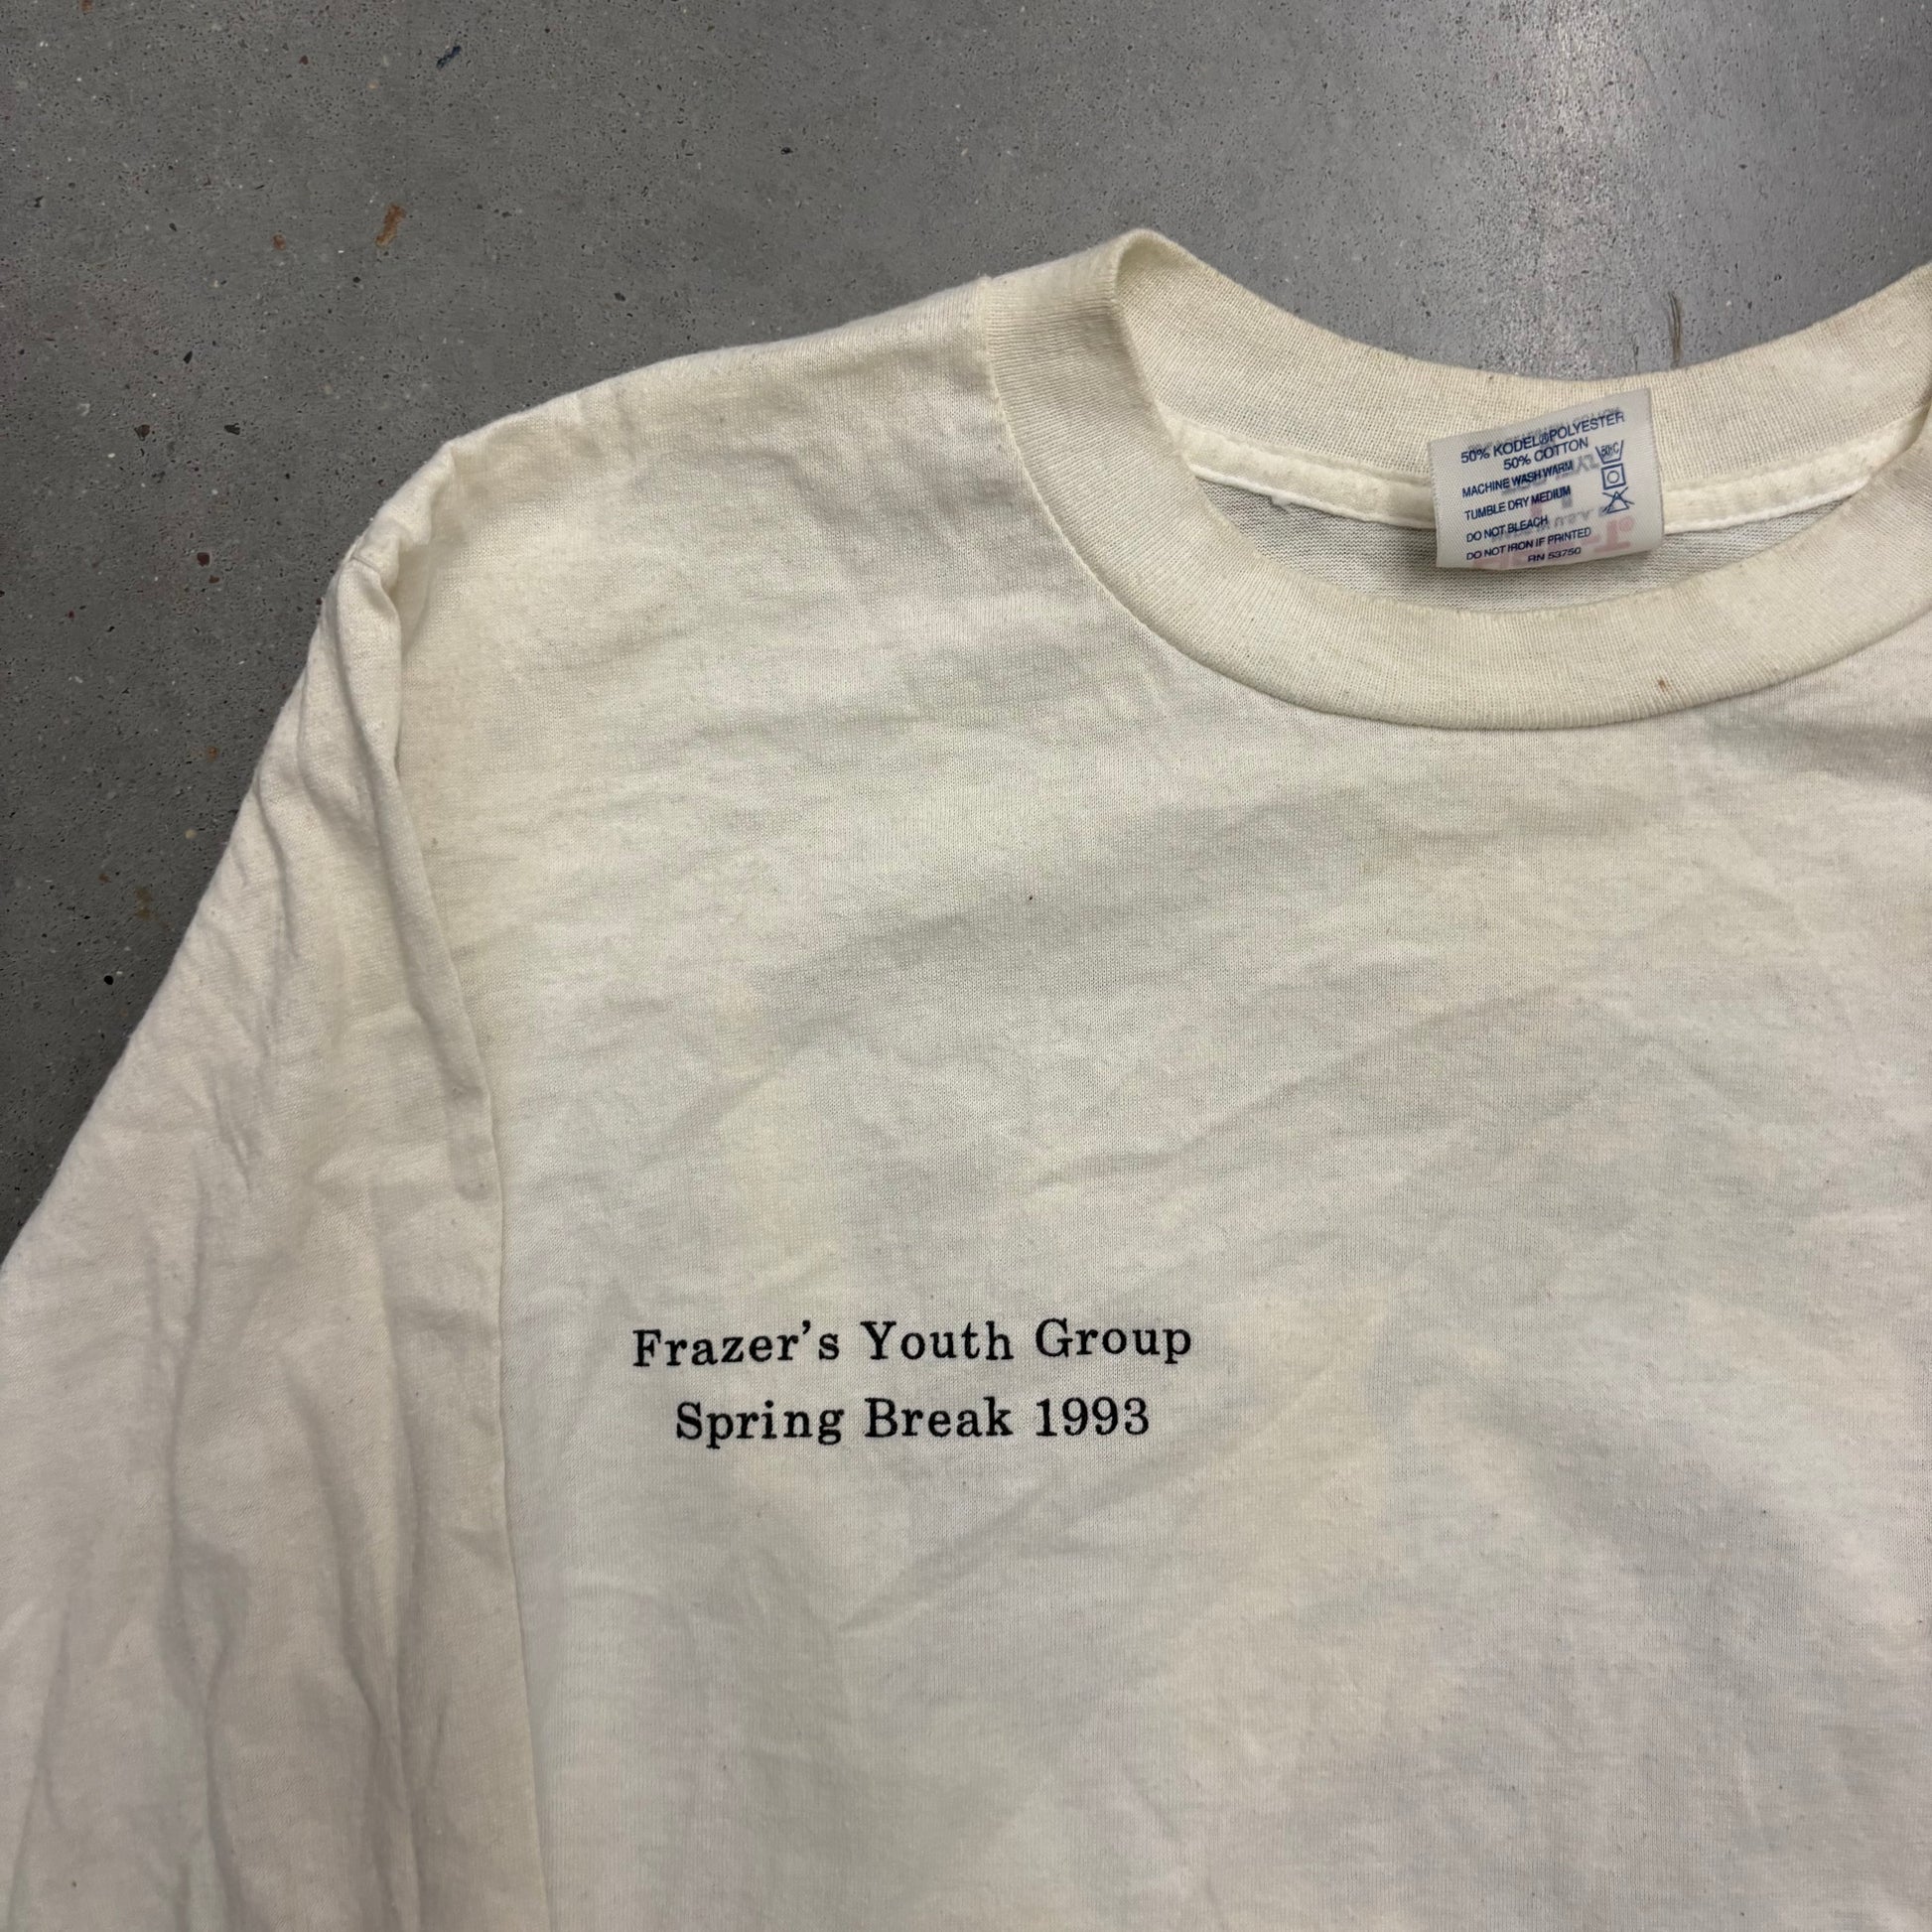 50% KODEL®POLYESTER
50% COTTON
50°C
MACHINE WASH WARM
TUMBLE DRY MEDIUM
DO NOT BLEACH
DO NOT IRON IF PRINTED
RN 53750
Frazer's Youth Group
Spring Break 1993